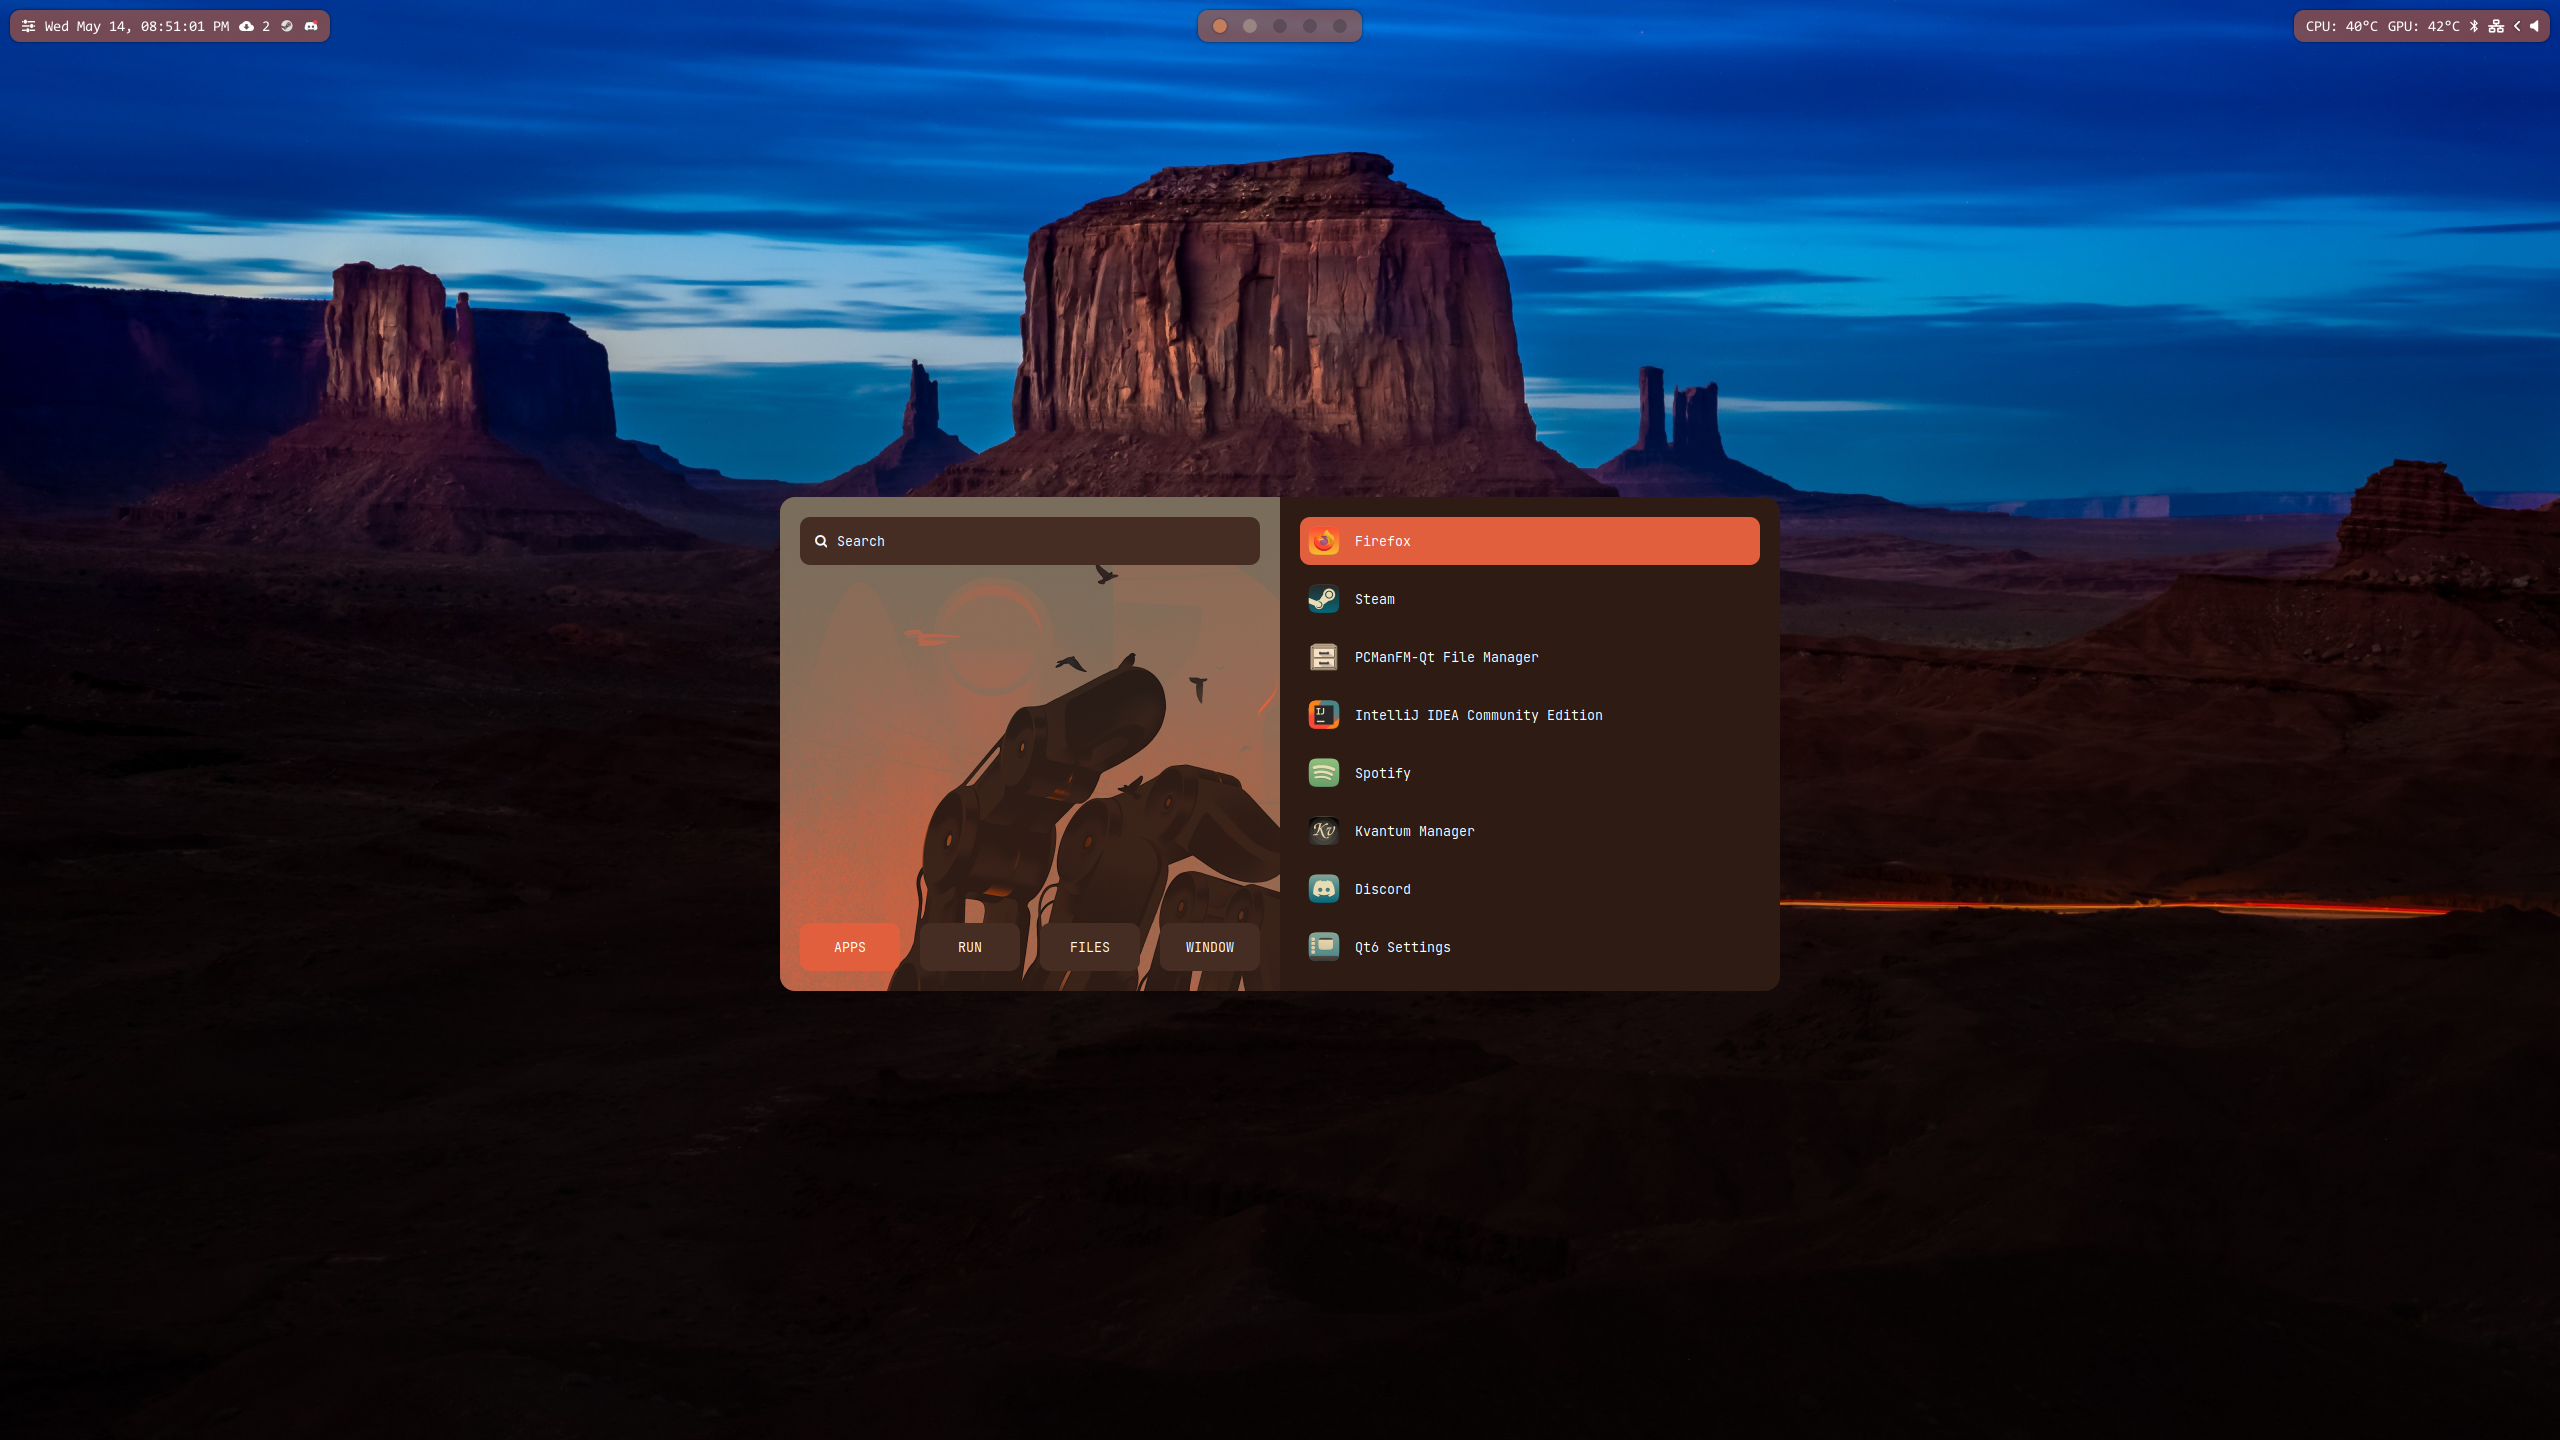 Wed May 14, 08:51:01 PM 2
CPU: 40°C GPU: 42°C
Search
APPS
RUN
FILES
WINDOW
Firefox
Steam
PCManFM-Qt File Manager
IntelliJ IDEA Community Edition
Spotify
Kvantum Manager
Discord
Qt6 Settings